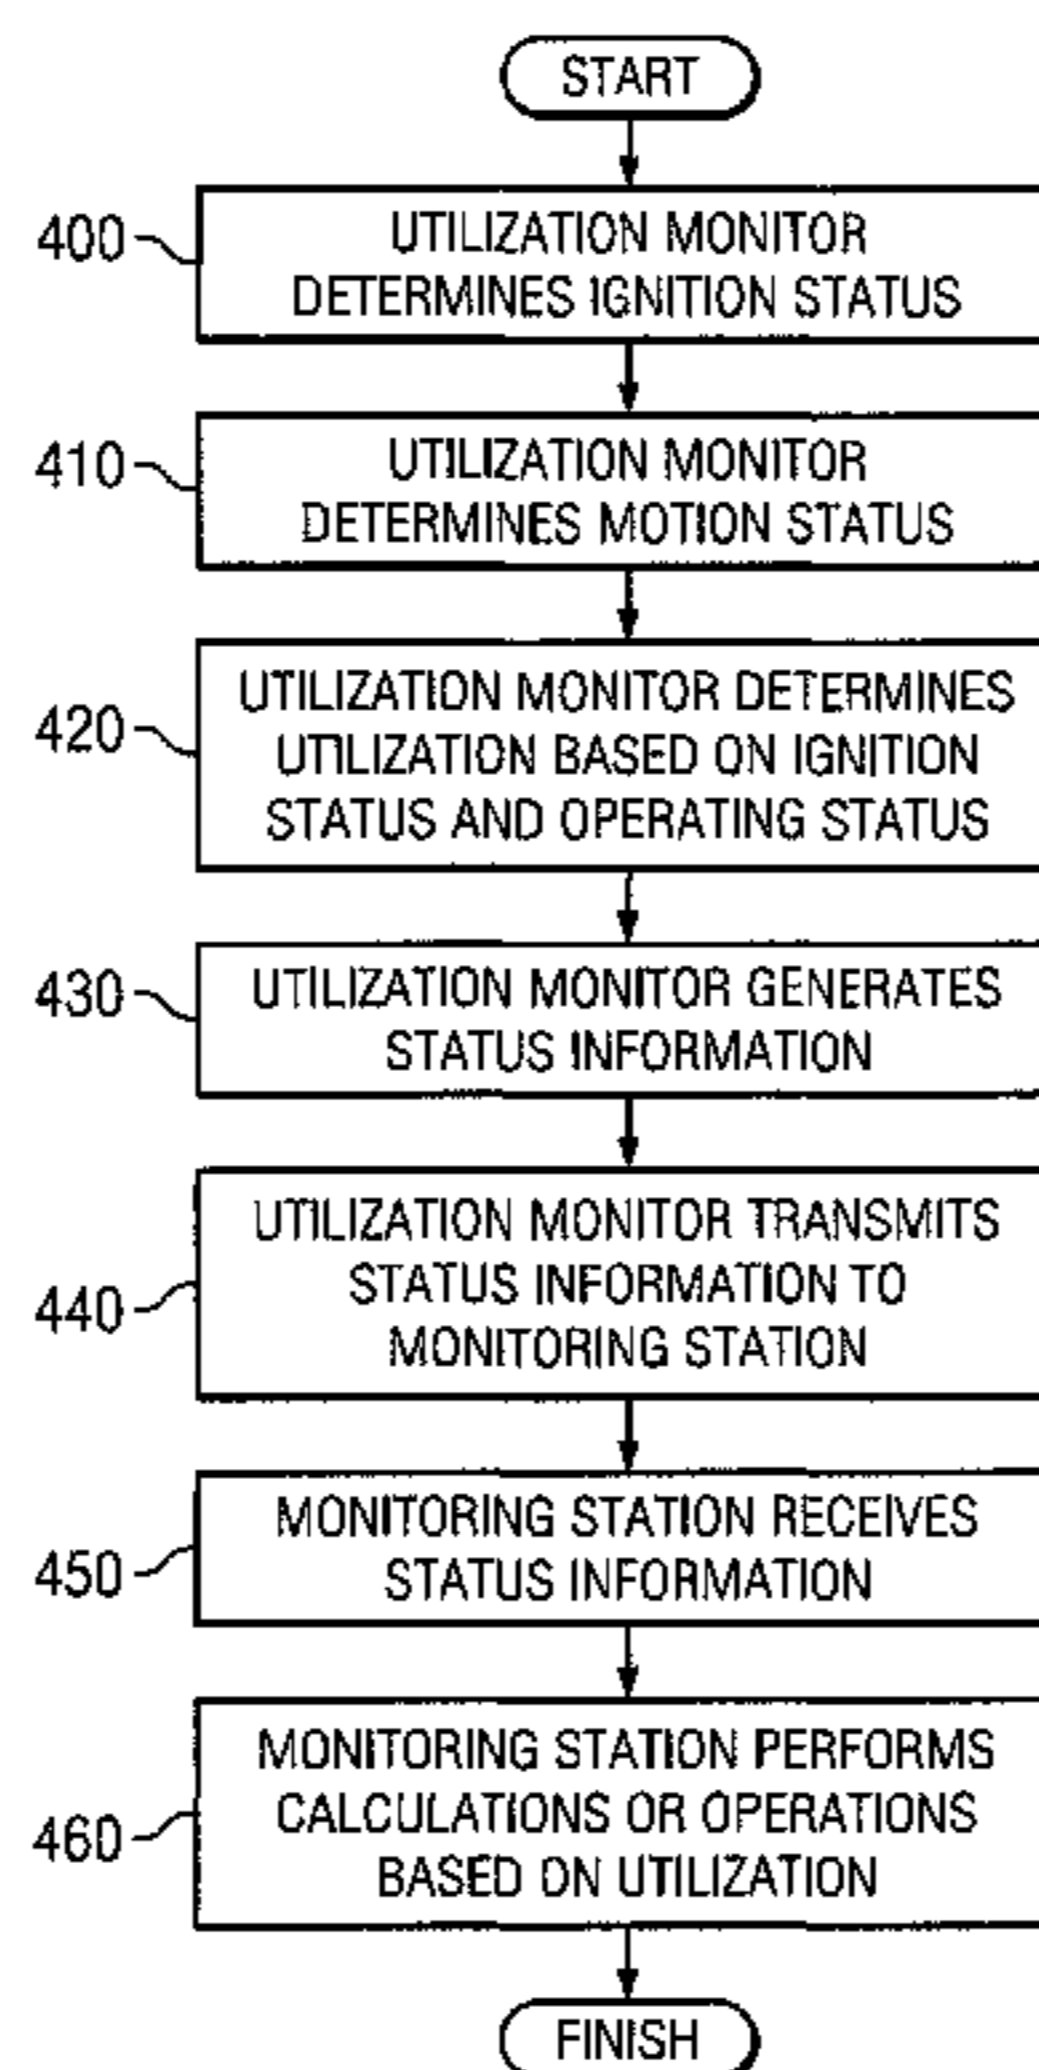 START
400
UTILIZATION MONITOR
DETERMINES IGNITION STATUS
410
UTILIZATION MONITOR
DETERMINES MOTION STATUS
420
UTILIZATION MONITOR DETERMINES
UTILIZATION BASED ON IGNITION
STATUS AND OPERATING STATUS
430
UTILIZATION MONITOR GENERATES
STATUS INFORMATION
440
UTILIZATION MONITOR TRANSMITS
STATUS INFORMATION TO
MONITORING STATION
450
MONITORING STATION RECEIVES
STATUS INFORMATION
460
MONITORING STATION PERFORMS
CALCULATIONS OR OPERATIONS
BASED ON UTILIZATION
FINISH